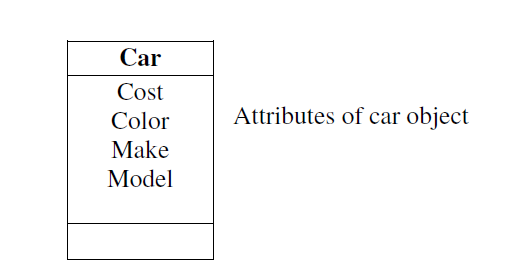 Car
Cost
Color
Attributes of car object
Make
Model